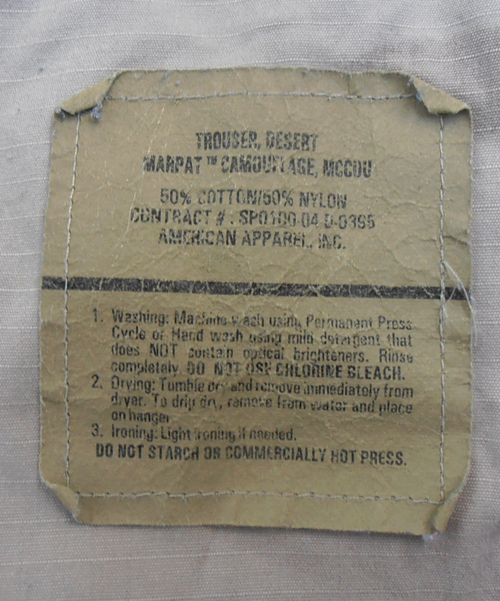 TROUSER, DESERT
MARPAT ™ CAMOUFLAGE, MCCUU
50% COTTON/50% NYLON
CONTRACT # : SPO100-04-D-0395
AMERICAN APPAREL, INC.
1. Washing: Machine wash using Permanent Press
Cycle or Hand wash using mild detergent that
does NOT contain optical brighteners. Rinse
completely. DO NOT USE CHLORINE BLEACH.
2. Drying: Tumble dry and remove immediately from
dryer. To drip dry, remove from water and place
on hanger.
3. Ironing: Light ironing if needed.
DO NOT STARCH OR COMMERCIALLY HOT PRESS.